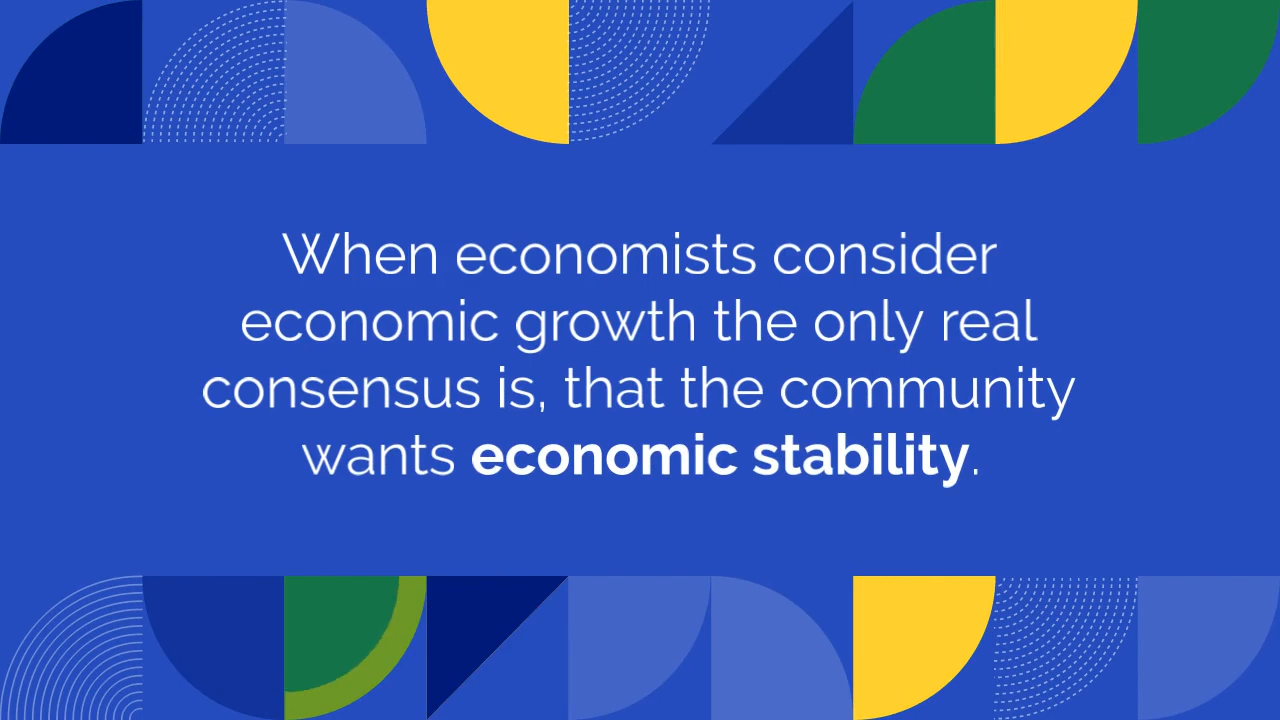 When economists consider
economic growth the only real
consensus is, that the community
wants economic stability.